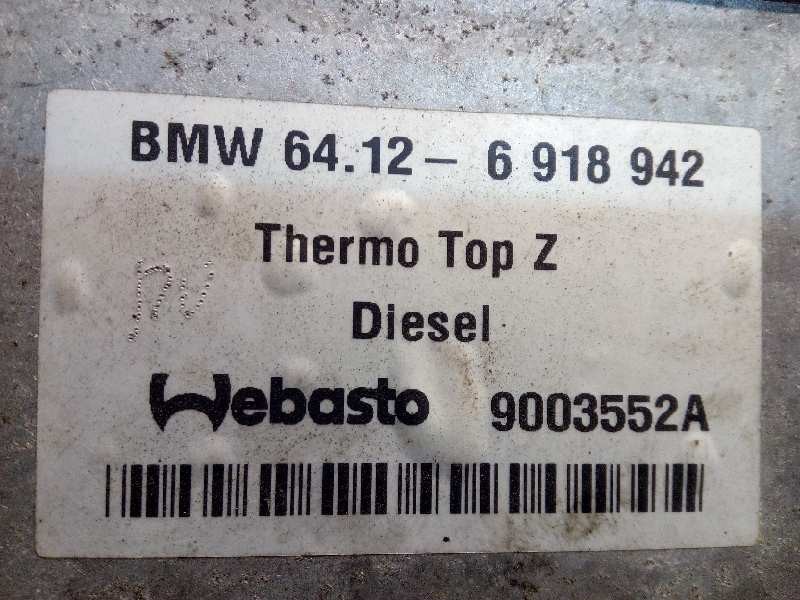 BMW 64.12 - 6 918 942
Thermo Top Z
Diesel
Webasto 9003552A